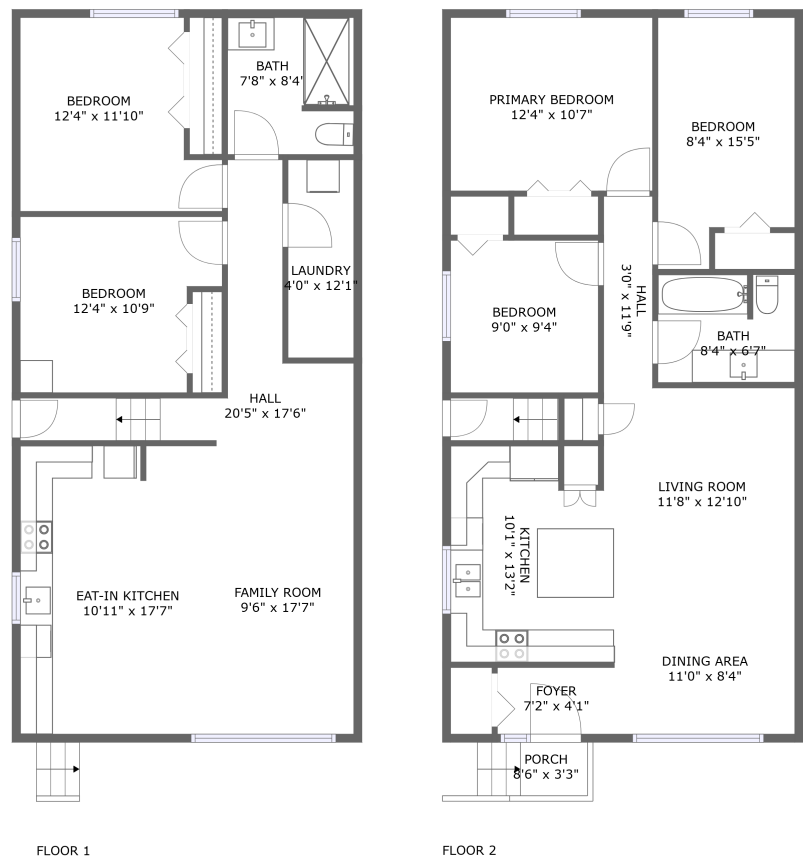 BATH
7'8" x 8'4'
BEDROOM
12'4" x 11'10"
LAUNDRY
4'0" x 12'1"
BEDROOM
12'4" x 10'9"
HALL
20'5" x 17'6"
EAT-IN KITCHEN
10'11" x 17'7"
FAMILY ROOM
9'6" x 17'7"
FLOOR 1
PRIMARY BEDROOM
12'4" x 10'7"
BEDROOM
8'4" x 15'5"
HALL
3'0" x 11'9"
BEDROOM
9'0" x 9'4"
BATH
8'4" x 6'7"
LIVING ROOM
11'8" x 12'10"
KITCHEN
10'1" x 13'2"
DINING AREA
11'0" x 8'4"
FOYER
7'2" x 4'1"
PORCH
8'6" x 3'3"
FLOOR 2